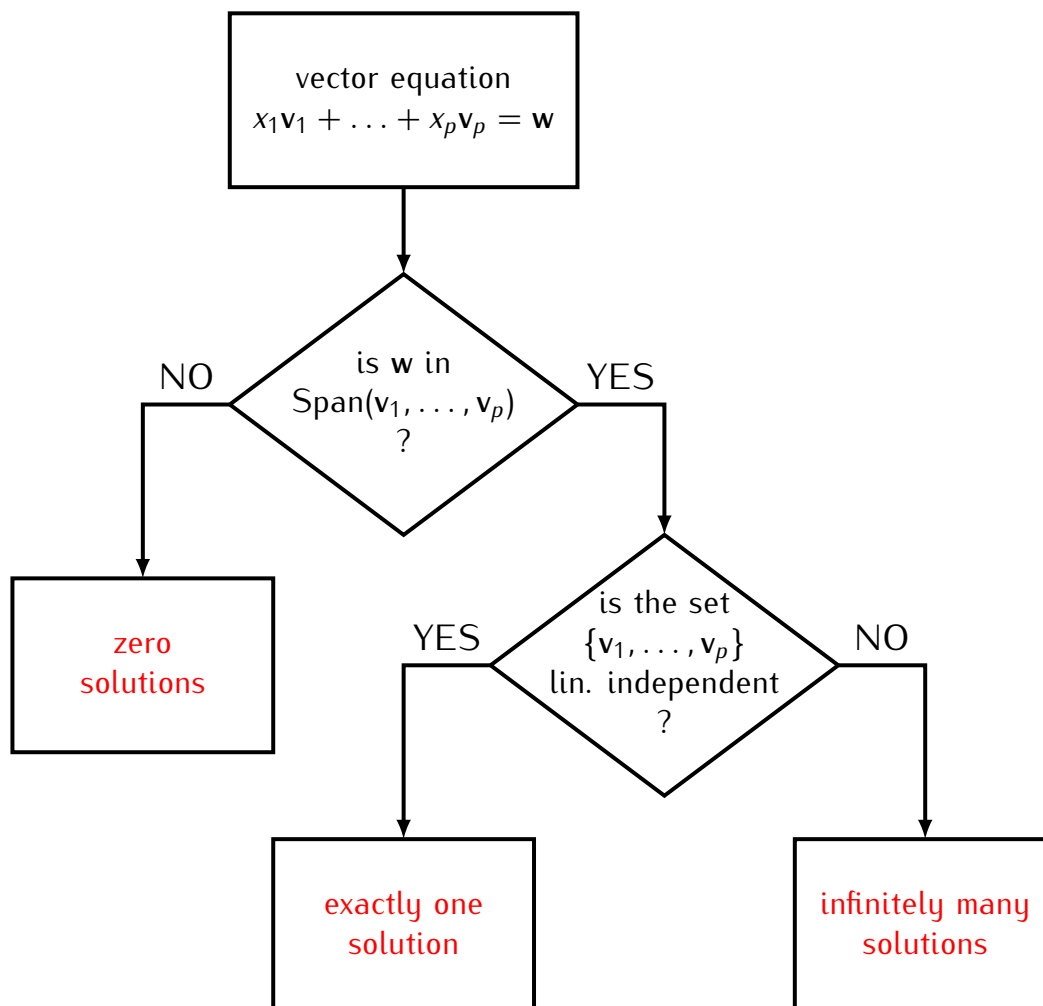 vector equation
x₁v₁ + . . . + xₚvₚ = w
NO
is w in
Span(v₁, . . . , vₚ)
?
YES
zero
solutions
YES
is the set
{v₁, . . . , vₚ}
lin. independent
?
NO
exactly one
solution
infinitely many
solutions